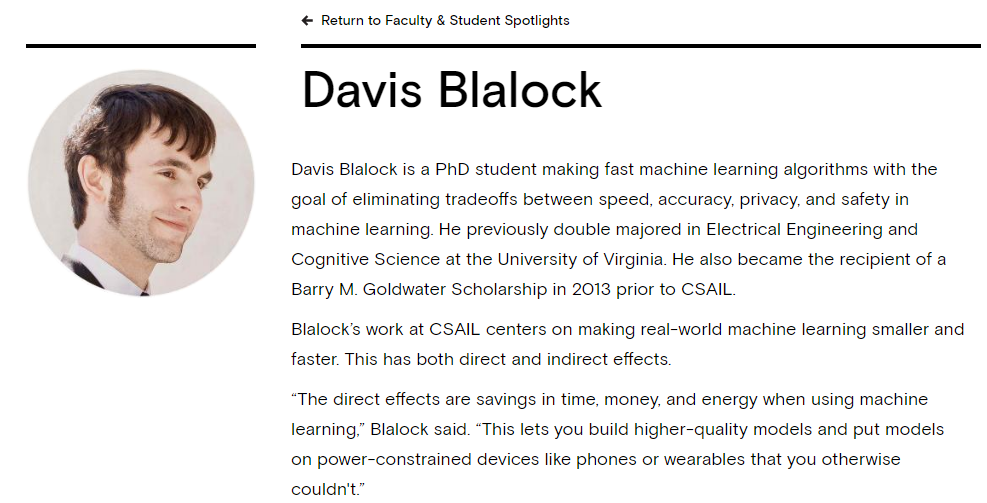 ← Return to Faculty & Student Spotlights
Davis Blalock
Davis Blalock is a PhD student making fast machine learning algorithms with the
goal of eliminating tradeoffs between speed, accuracy, privacy, and safety in
machine learning. He previously double majored in Electrical Engineering and
Cognitive Science at the University of Virginia. He also became the recipient of a
Barry M. Goldwater Scholarship in 2013 prior to CSAIL.
Blalock’s work at CSAIL centers on making real-world machine learning smaller and
faster. This has both direct and indirect effects.
“The direct effects are savings in time, money, and energy when using machine
learning,” Blalock said. “This lets you build higher-quality models and put models
on power-constrained devices like phones or wearables that you otherwise
couldn't.”